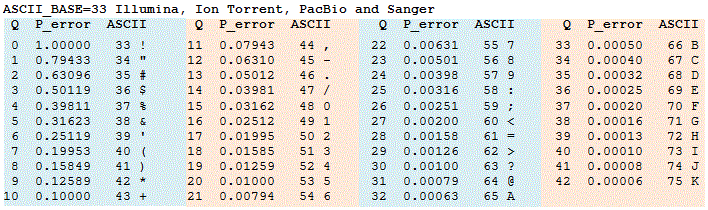 ASCII_BASE=33 Illumina, Ion Torrent, PacBio and Sanger
Q P_error ASCII Q P_error ASCII Q P_error ASCII Q P_error ASCII
0 1.00000 33 ! 11 0.07943 44 , 22 0.00631 55 7 33 0.00050 66 B
1 0.79433 34 " 12 0.06310 45 - 23 0.00501 56 8 34 0.00040 67 C
2 0.63096 35 # 13 0.05012 46 . 24 0.00398 57 9 35 0.00032 68 D
3 0.50119 36 $ 14 0.03981 47 / 25 0.00316 58 : 36 0.00025 69 E
4 0.39811 37 % 15 0.03162 48 0 26 0.00251 59 ; 37 0.00020 70 F
5 0.31623 38 & 16 0.02512 49 1 27 0.00200 60 < 38 0.00016 71 G
6 0.25119 39 ' 17 0.01995 50 2 28 0.00158 61 = 39 0.00013 72 H
7 0.19953 40 ( 18 0.01585 51 3 29 0.00126 62 > 40 0.00010 73 I
8 0.15849 41 ) 19 0.01259 52 4 30 0.00100 63 ? 41 0.00008 74 J
9 0.12589 42 * 20 0.01000 53 5 31 0.00079 64 @ 42 0.00006 75 K
10 0.10000 43 + 21 0.00794 54 6 32 0.00063 65 A